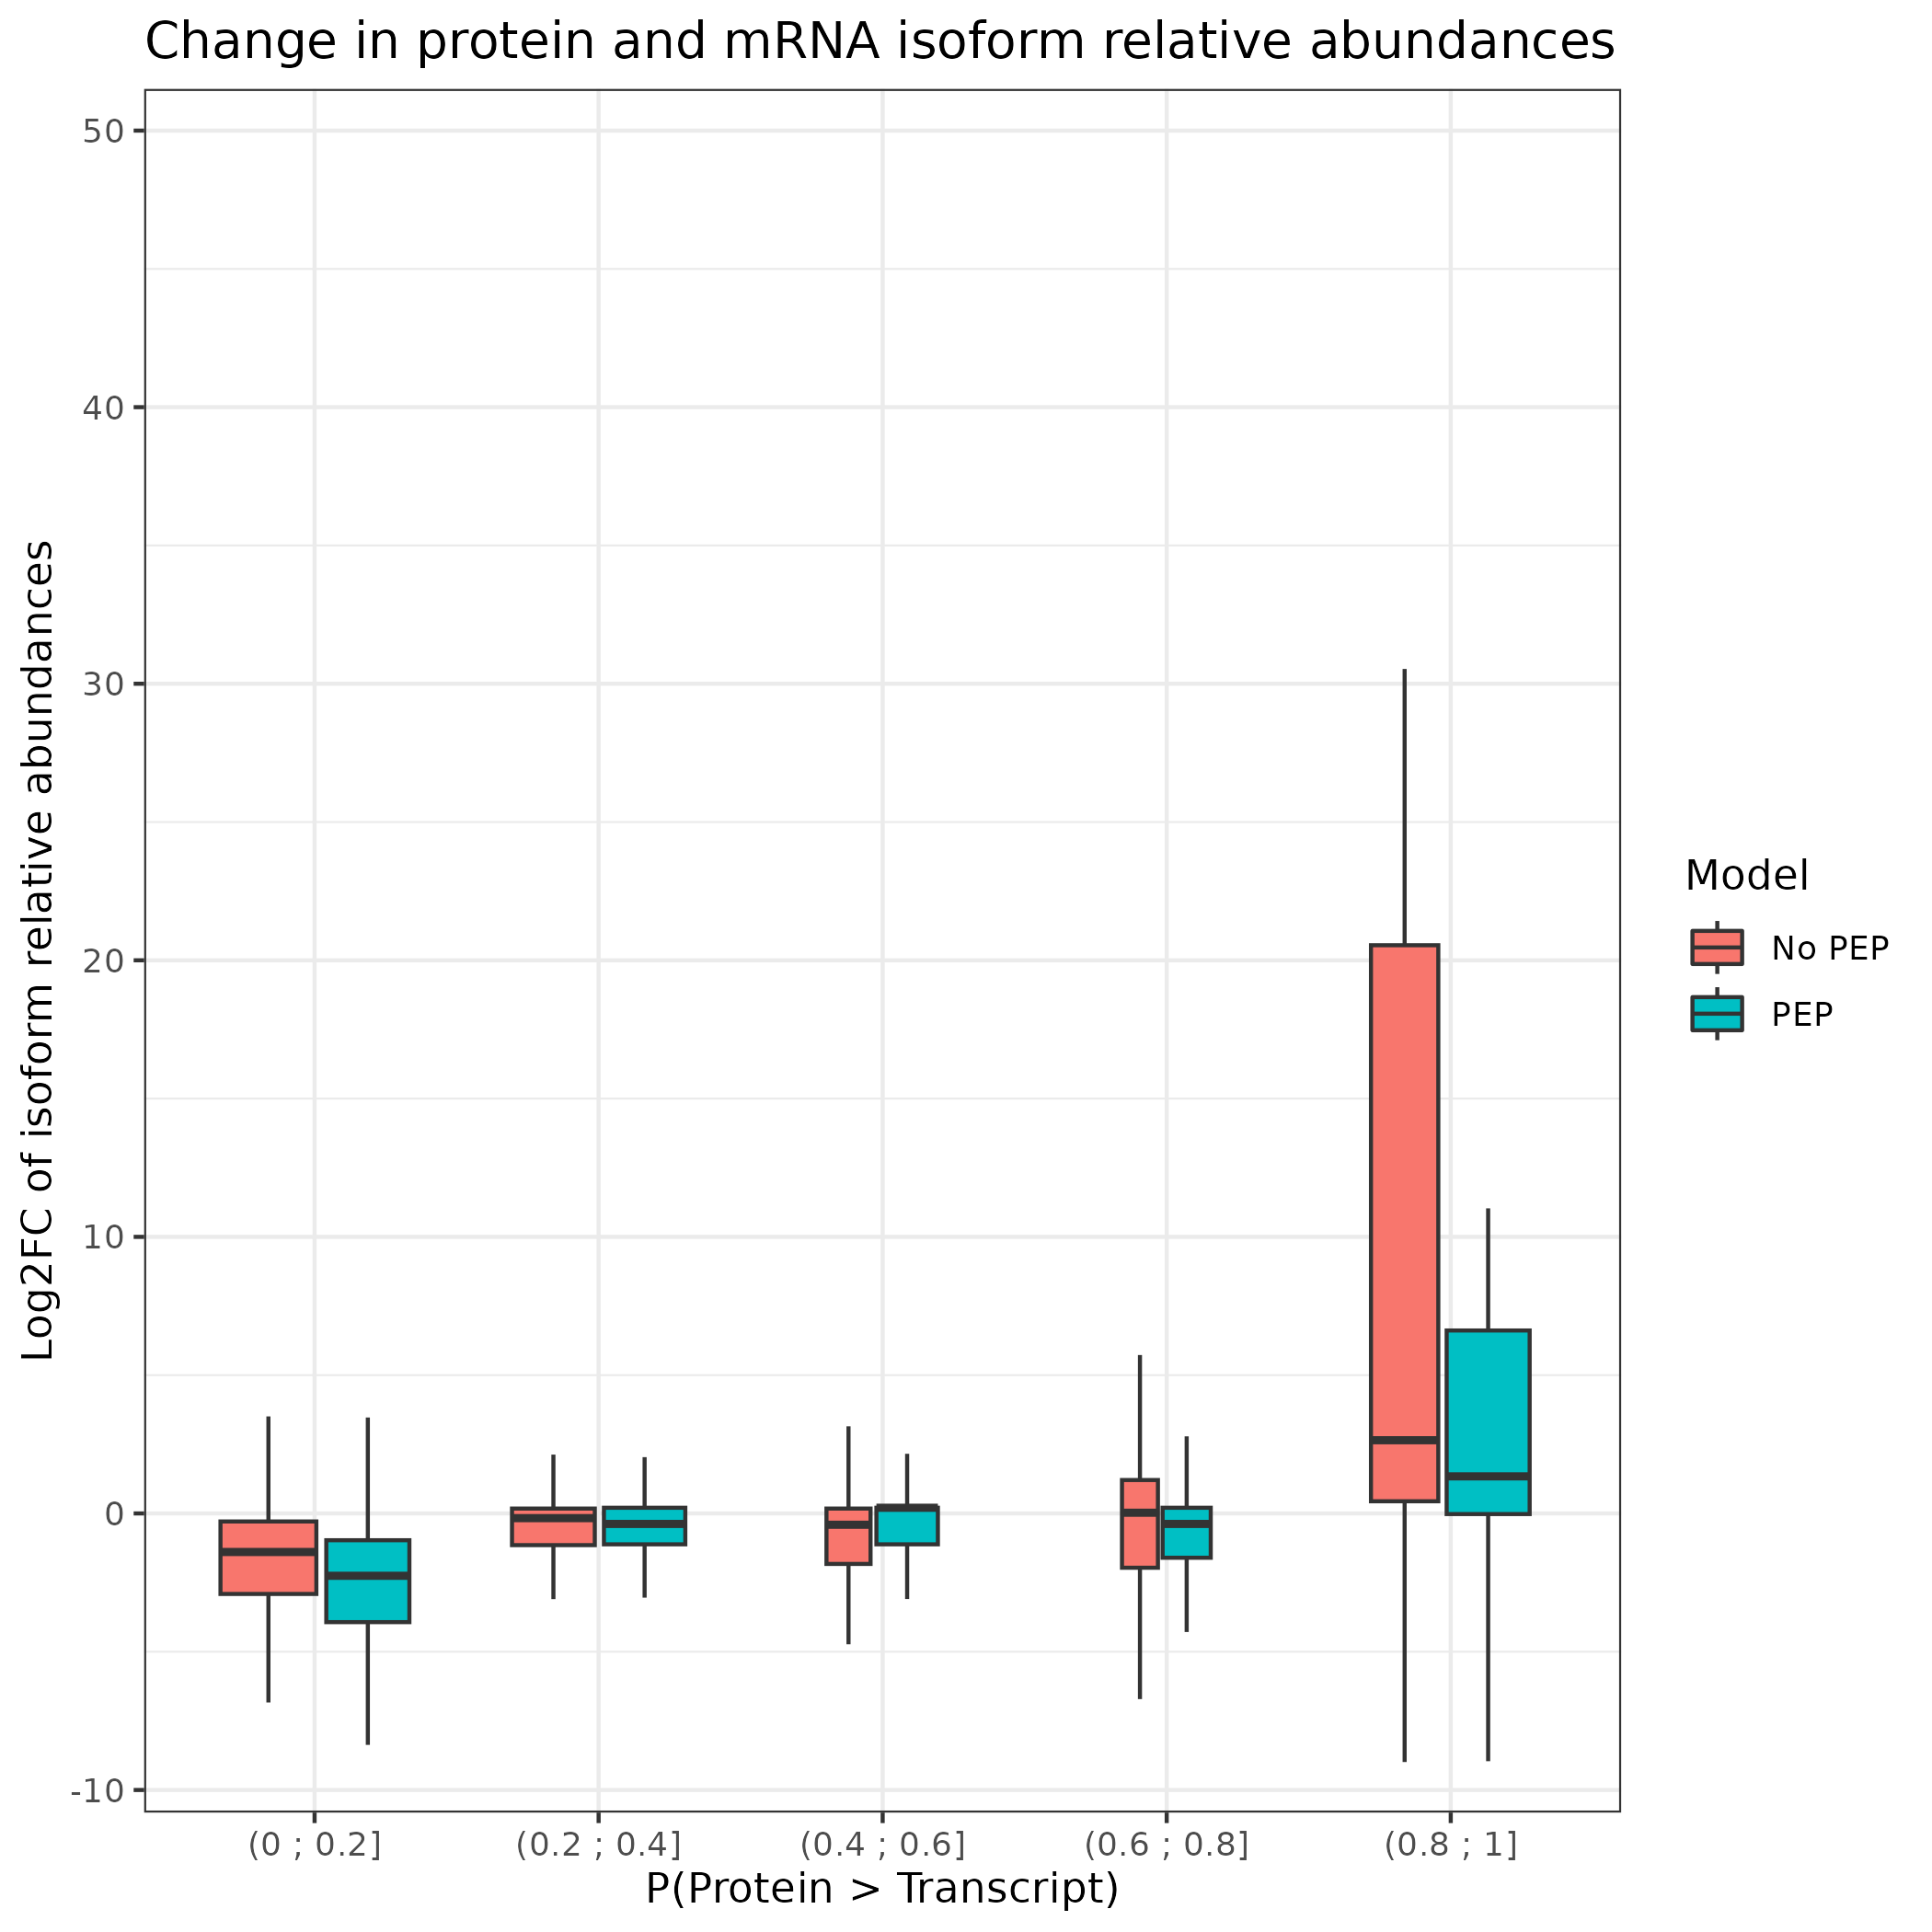 Change in protein and mRNA isoform relative abundances
Log2FC of isoform relative abundances
50
40
30
20
10
0
-10
(0 ; 0.2]
(0.2 ; 0.4]
(0.4 ; 0.6]
(0.6 ; 0.8]
(0.8 ; 1]
P(Protein > Transcript)
Model
No PEP
PEP